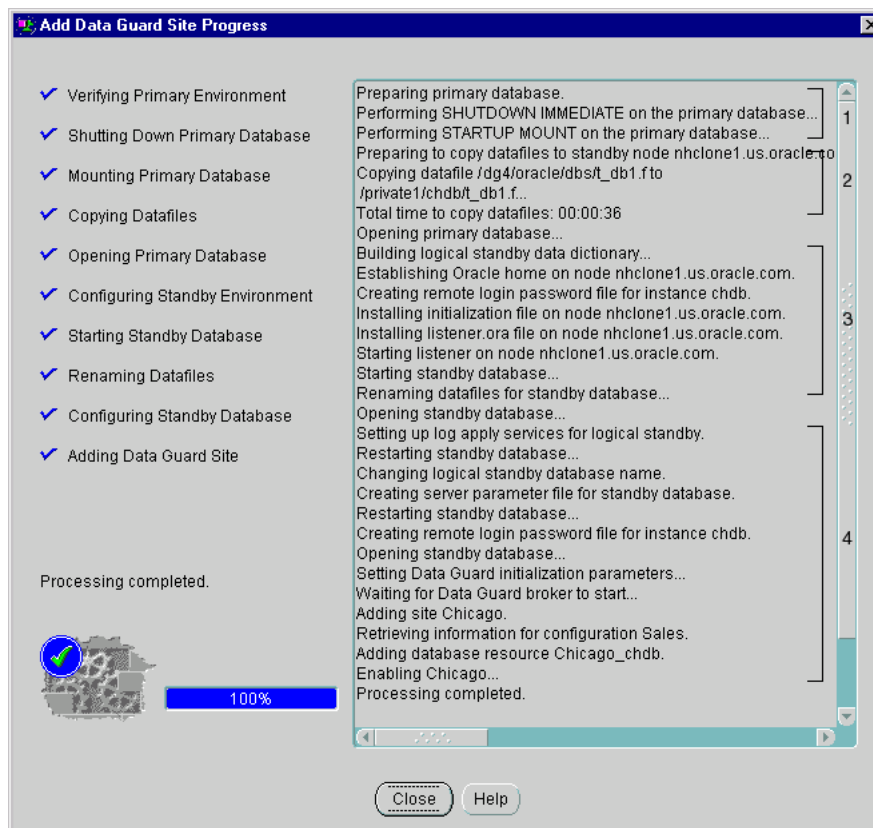 Add Data Guard Site Progress
Verifying Primary Environment
Shutting Down Primary Database
Mounting Primary Database
Copying Datafiles
Opening Primary Database
Configuring Standby Environment
Starting Standby Database
Renaming Datafiles
Configuring Standby Database
Adding Data Guard Site
Processing completed.
100%
Preparing primary database.
Performing SHUTDOWN IMMEDIATE on the primary database...
Performing STARTUP MOUNT on the primary database...
Preparing to copy datafiles to standby node nhclone1.us.oracle.co
Copying datafile /dg4/oracle/dbs/t_db1.f to
/private1/chdb/t_db1.f...
Total time to copy datafiles: 00:00:36
Opening primary database...
Building logical standby data dictionary...
Establishing Oracle home on node nhclone1.us.oracle.com.
Creating remote login password file for instance chdb.
Installing initialization file on node nhclone1.us.oracle.com.
Installing listener.ora file on node nhclone1.us.oracle.com.
Starting listener on node nhclone1.us.oracle.com.
Starting standby database...
Renaming datafiles for standby database...
Opening standby database...
Setting up log apply services for logical standby.
Restarting standby database...
Changing logical standby database name.
Creating server parameter file for standby database.
Restarting standby database...
Creating remote login password file for instance chdb.
Opening standby database...
Setting Data Guard initialization parameters...
Waiting for Data Guard broker to start...
Adding site Chicago.
Retrieving information for configuration Sales.
Adding database resource Chicago_chdb.
Enabling Chicago...
Processing completed.
1
2
3
4
Close
Help